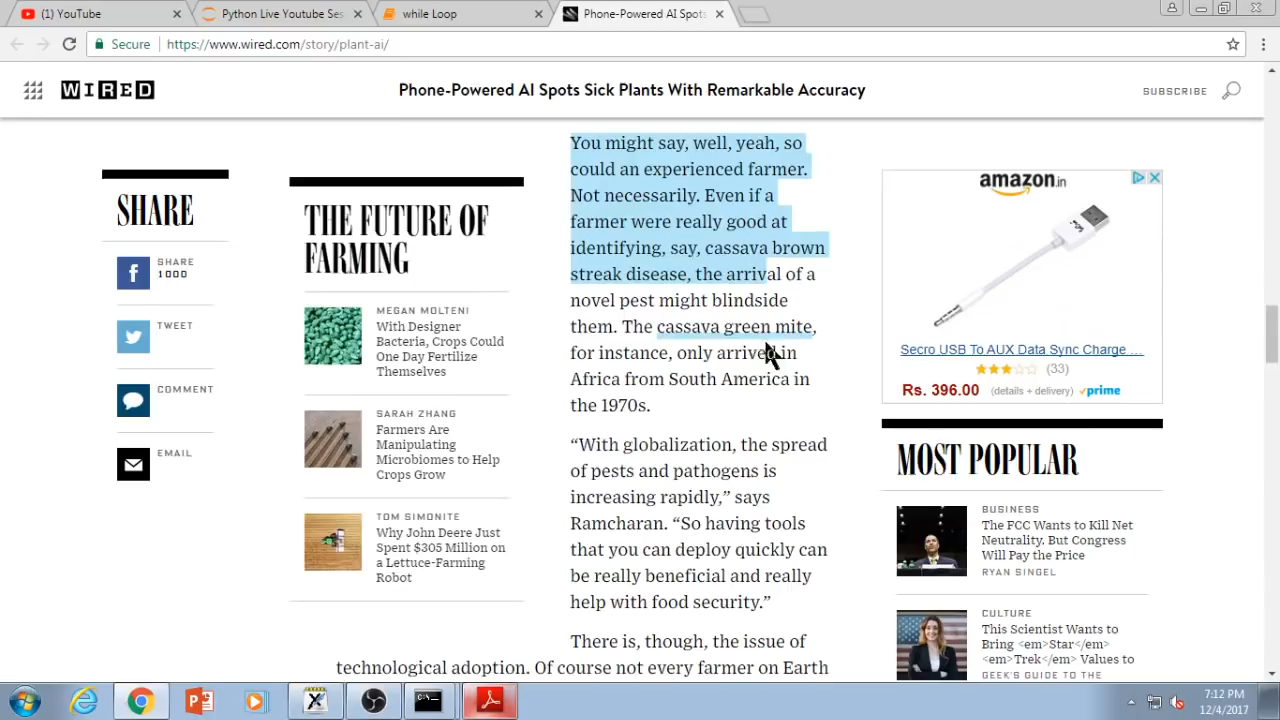 (1) YouTube
Python Live Youtube Ses
while Loop
Phone-Powered AI Spots
Secure
https://www.wired.com/story/plant-ai/
WIRED
Phone-Powered AI Spots Sick Plants With Remarkable Accuracy
SUBSCRIBE
SHARE
SHARE
1000
TWEET
COMMENT
EMAIL
THE FUTURE OF
FARMING
MEGAN MOLTENI
With Designer
Bacteria, Crops Could
One Day Fertilize
Themselves
SARAH ZHANG
Farmers Are
Manipulating
Microbiomes to Help
Crops Grow
TOM SIMONITE
Why John Deere Just
Spent $305 Million on
a Lettuce-Farming
Robot
You might say, well, yeah, so
could an experienced farmer.
Not necessarily. Even if a
farmer were really good at
identifying, say, cassava brown
streak disease, the arrival of a
novel pest might blindside
them. The cassava green mite,
for instance, only arrived in
Africa from South America in
the 1970s.
“With globalization, the spread
of pests and pathogens is
increasing rapidly,” says
Ramcharan. “So having tools
that you can deploy quickly can
be really beneficial and really
help with food security.”
There is, though, the issue of
technological adoption. Of course not every farmer on Earth
amazon.in
Secro USB To AUX Data Sync Charge ...
(33)
Rs. 396.00 (details + delivery) prime
MOST POPULAR
BUSINESS
The FCC Wants to Kill Net
Neutrality, But Congress
Will Pay the Price
RYAN SINGEL
CULTURE
This Scientist Wants to
Bring <em>Star</em>
<em>Trek</em> Values to
GEEK'S GUIDE TO THE
7:12 PM
12/4/2017